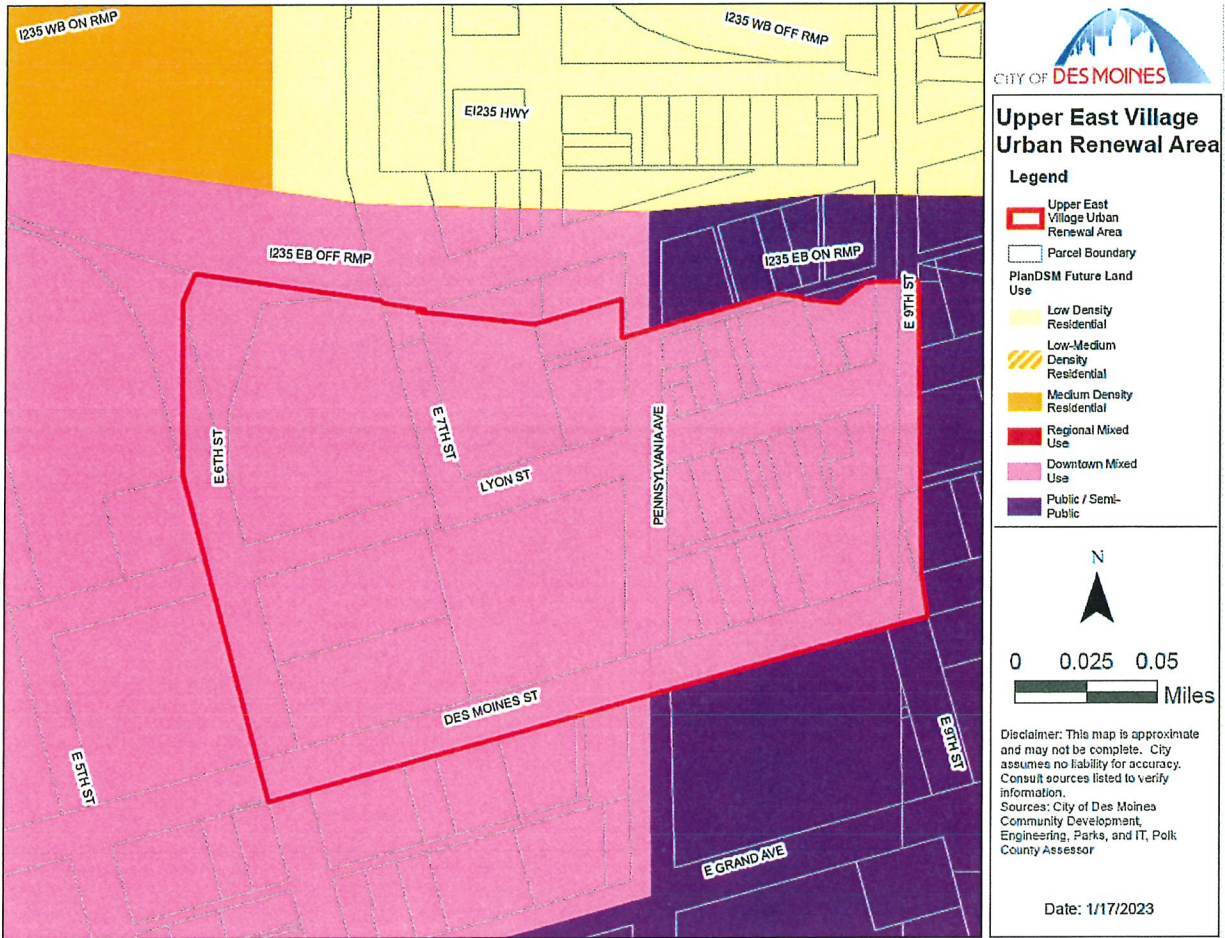 I235 WB ON RMP
I235 WB OFF RMP
EI235 HWY
I235 EB OFF RMP
I235 EB ON RMP
E 9TH ST
E 6TH ST
E 7TH ST
LYON ST
PENNSYLVANIA AVE
DES MOINES ST
E 5TH ST
E 9TH ST
E GRAND AVE
CITY OF DES MOINES
Upper East Village
Urban Renewal Area
Legend
Upper East
Village Urban
Renewal Area
Parcel Boundary
PlanDSM Future Land
Use
Low Density
Residential
Low-Medium
Density
Residential
Medium Density
Residential
Regional Mixed
Use
Downtown Mixed
Use
Public / Semi-
Public
N
0 0.025 0.05
Miles
Disclaimer: This map is approximate
and may not be complete. City
assumes no liability for accuracy.
Consult sources listed to verify
information.
Sources: City of Des Moines
Community Development,
Engineering, Parks, and IT, Polk
County Assessor
Date: 1/17/2023